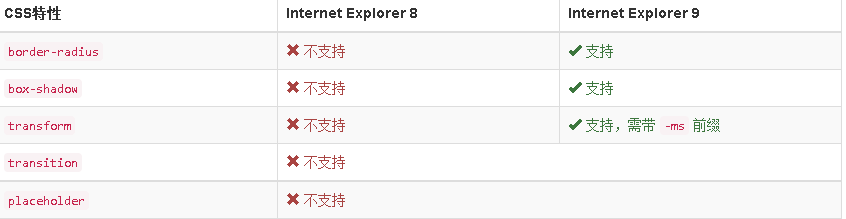 CSS特性 Internet Explorer 8 Internet Explorer 9
border-radius ✖ 不支持 ✔ 支持
box-shadow ✖ 不支持 ✔ 支持
transform ✖ 不支持 ✔ 支持，需带 -ms 前缀
transition ✖ 不支持
placeholder ✖ 不支持